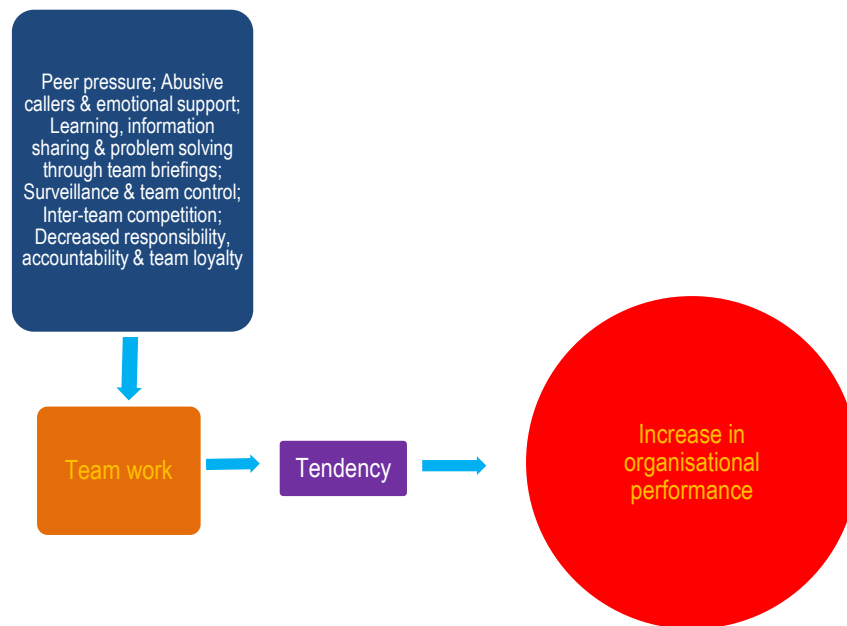 Peer pressure; Abusive
callers & emotional support;
Learning, information
sharing & problem solving
through team briefings;
Surveillance & team control;
Inter-team competition;
Decreased responsibility,
accountability & team loyalty
Team work
Tendency
Increase in
organisational
performance